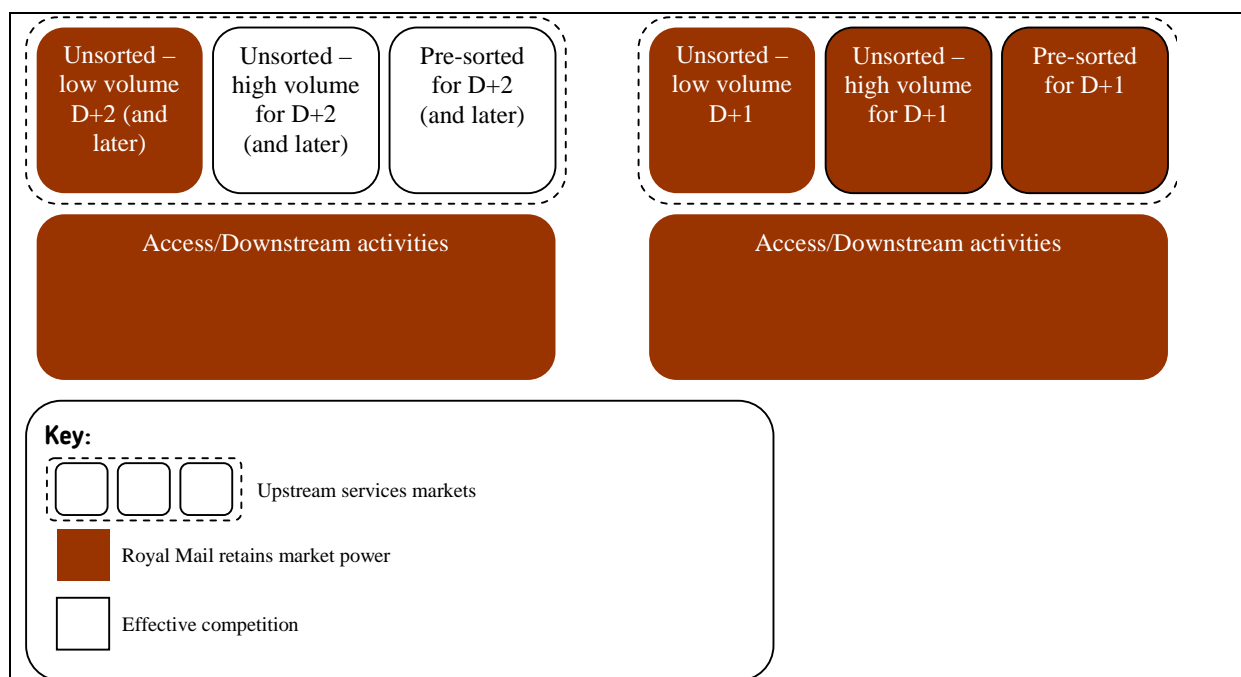 Unsorted –
low volume
D+2 (and
later)
Unsorted –
high volume
for D+2
(and later)
Pre-sorted
for D+2
(and later)
Unsorted –
low volume
D+1
Unsorted –
high volume
for D+1
Pre-sorted
for D+1
Access/Downstream activities
Access/Downstream activities
Key:
Upstream services markets
Royal Mail retains market power
Effective competition